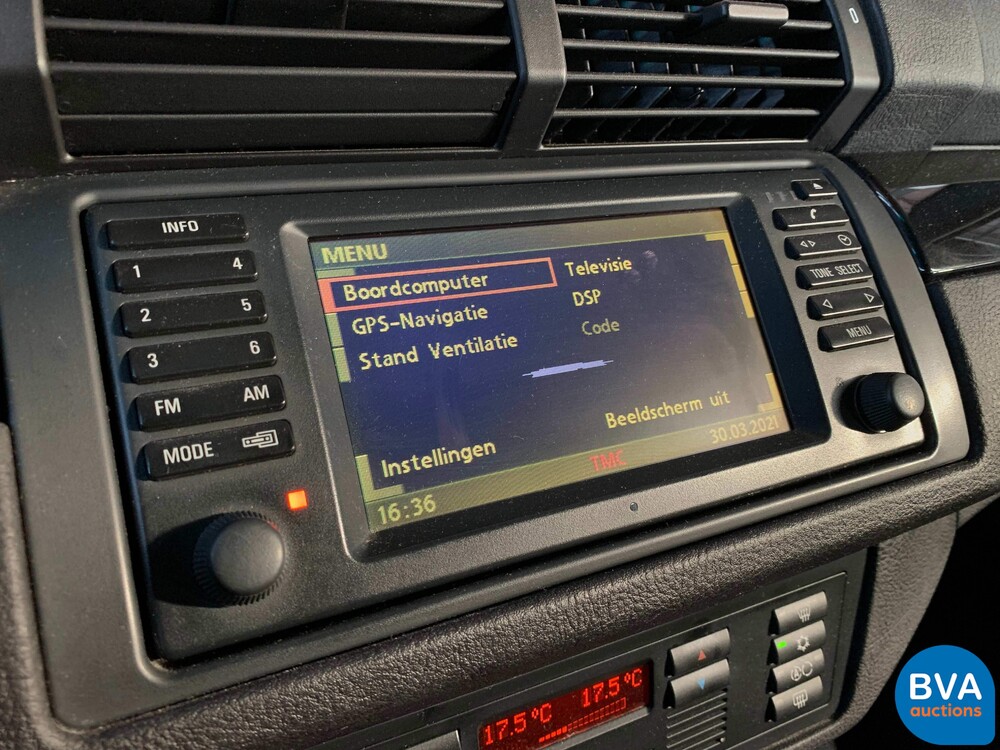 0
INFO
1 4
2 5
3 6
FM AM
MODE
MENU
Boordcomputer
GPS-Navigatie
Stand Ventilatie
Televisie
DSP
Code
Instellingen
Beeldscherm uit
16:36
TMC
30.03.2021
TONE SELECT
MENU
17.5°C 17.5°C
BVA
auctions